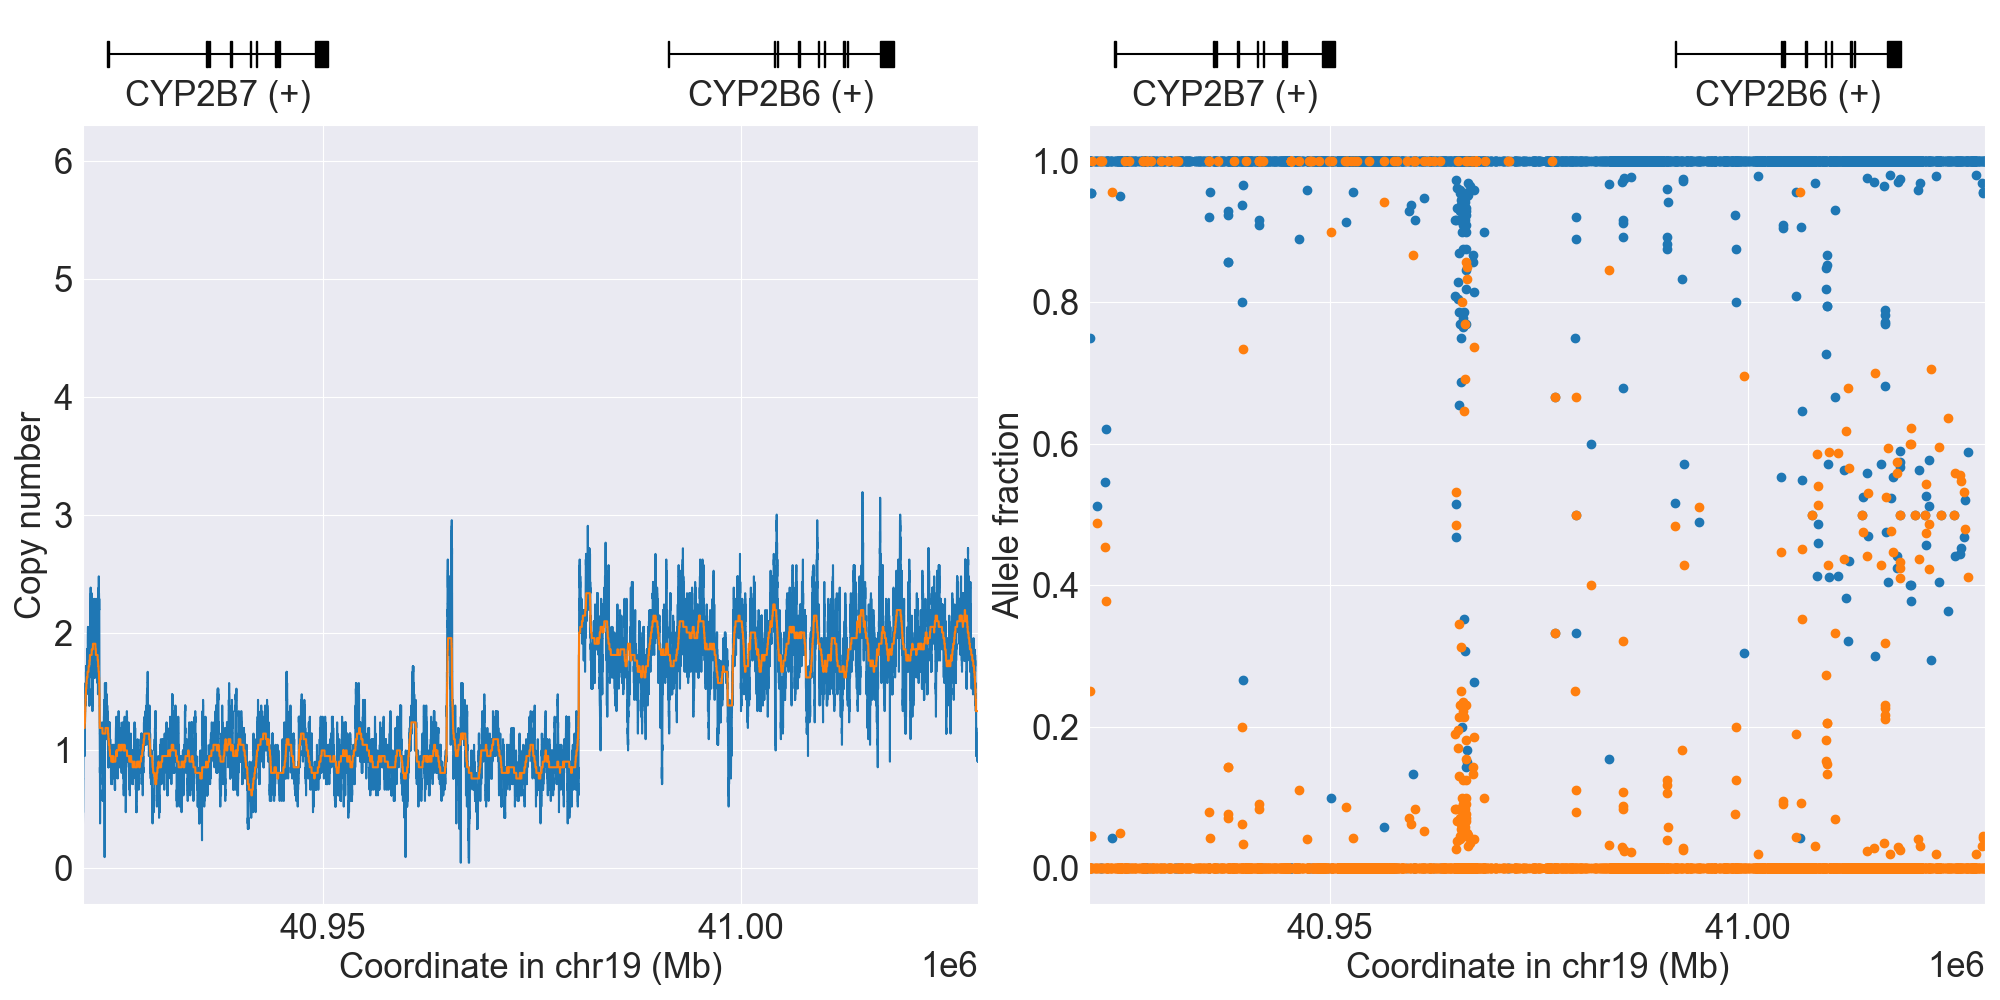 CYP2B7 (+) CYP2B6 (+)
6
5
4
3
2
1
0
Copy number
40.95 41.00
Coordinate in chr19 (Mb) 1e6
CYP2B7 (+) CYP2B6 (+)
1.0
0.8
0.6
0.4
0.2
0.0
Allele fraction
40.95 41.00
Coordinate in chr19 (Mb) 1e6